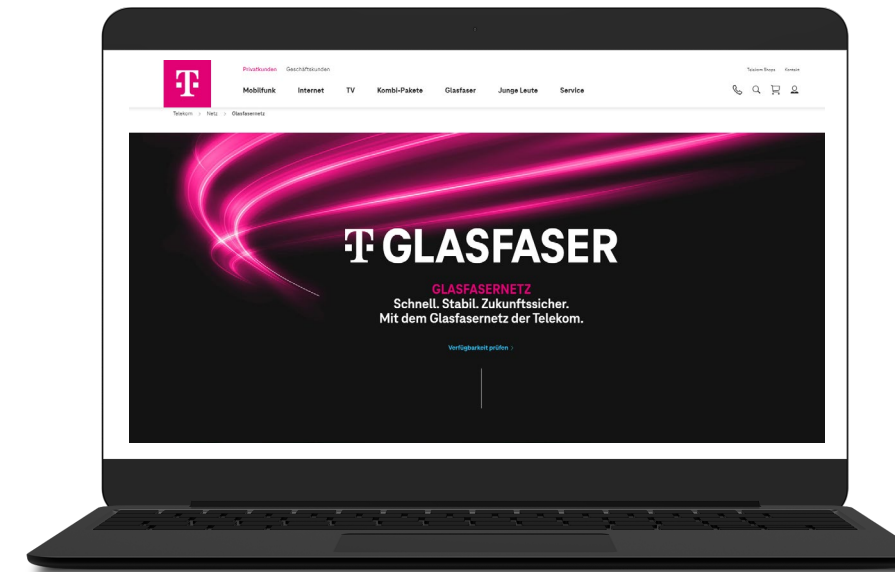 T
Privatkunden Geschäftskunden
Telekom Shops Kontakt
Mobilfunk Internet TV Kombi-Pakete Glasfaser Junge Leute Service
Telekom > Netz > Glasfasernetz
T GLASFASER
GLASFASERNETZ
Schnell. Stabil. Zukunftssicher.
Mit dem Glasfasernetz der Telekom.
Verfügbarkeit prüfen >